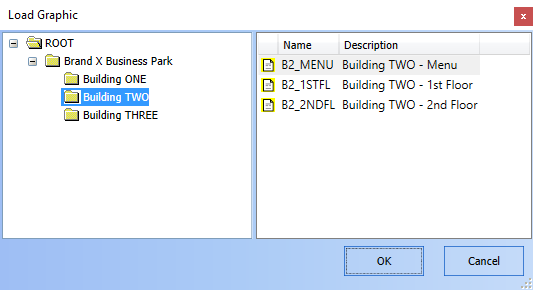 Load Graphic
x
ROOT
Brand X Business Park
Building ONE
Building TWO
Building THREE
Name Description
B2_MENU Building TWO - Menu
B2_1STFL Building TWO - 1st Floor
B2_2NDFL Building TWO - 2nd Floor
OK Cancel